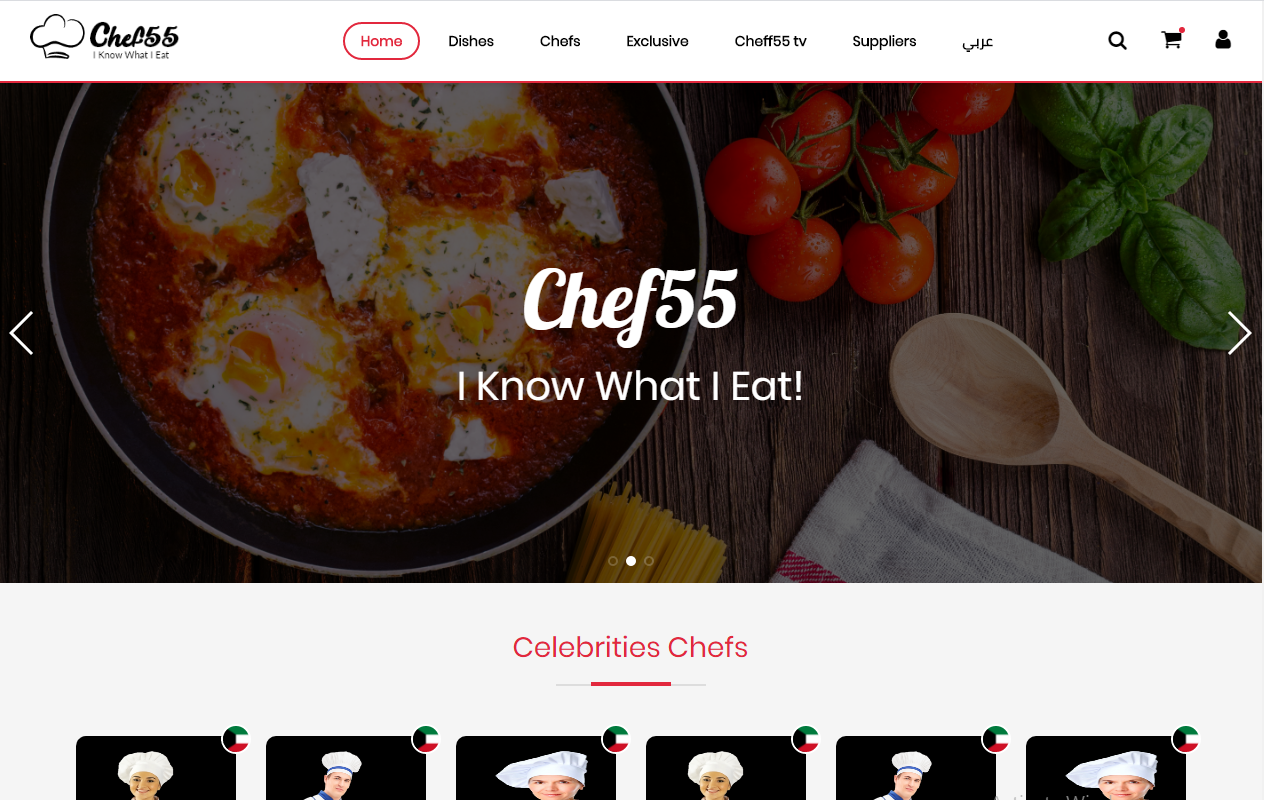 Chef55
I Know What I Eat
Home Dishes Chefs Exclusive Cheff55 tv Suppliers عربي
Chef55
I Know What I Eat!
Celebrities Chefs